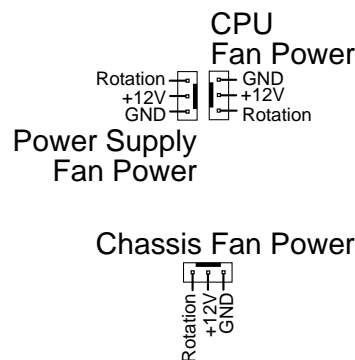 CPU
Fan Power
Rotation
+12V
GND
GND
+12V
Rotation
Power Supply
Fan Power
Chassis Fan Power
Rotation
+12V
GND